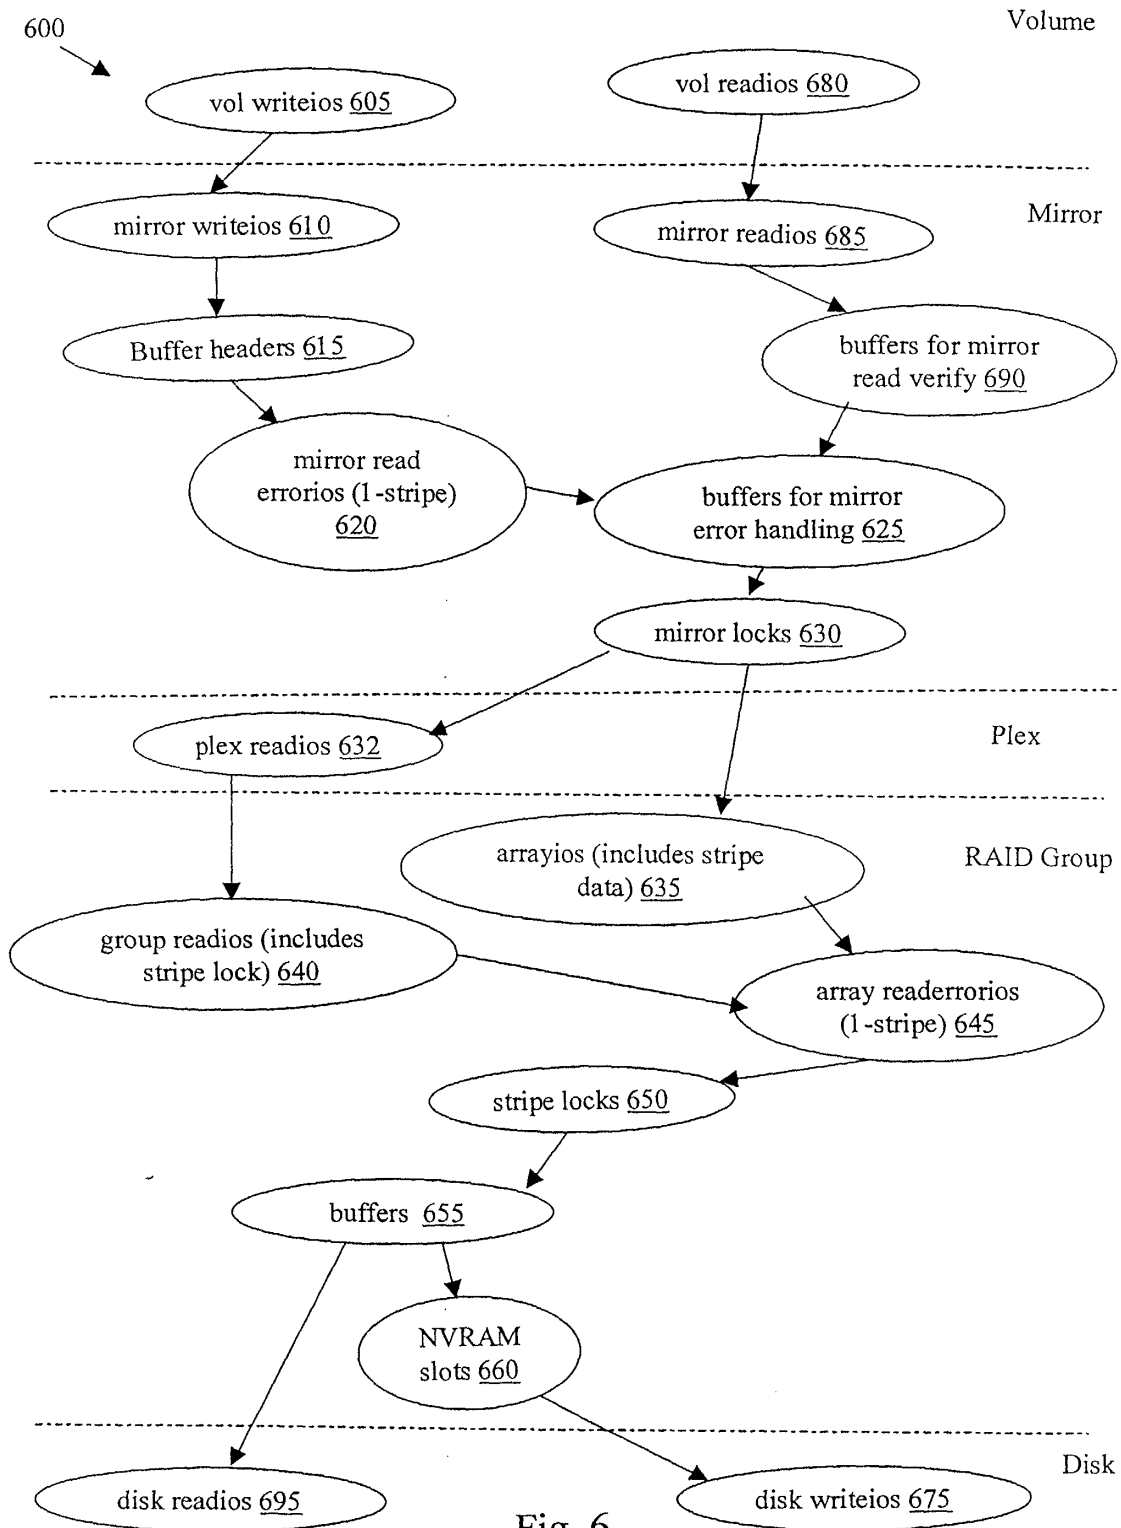 Volume
600
vol writeios 605
vol readios 680
mirror writeios 610
mirror readios 685
Mirror
Buffer headers 615
buffers for mirror
read verify 690
mirror read
errorios (1-stripe)
620
buffers for mirror
error handling 625
mirror locks 630
plex readios 632
Plex
arrayios (includes stripe
data) 635
RAID Group
group readios (includes
stripe lock) 640
array readerrorios
(1-stripe) 645
stripe locks 650
buffers 655
NVRAM
slots 660
Disk
disk readios 695
disk writeios 675
Fig. 6